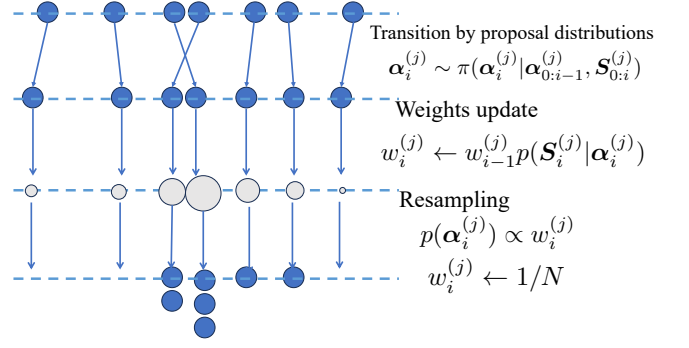 Transition by proposal distributions
𝜶_i^{(j)} ∼ π(𝜶_i^{(j)}|𝜶_{0:i−1}^{(j)}, 𝑺_{0:i}^{(j)})
Weights update
w_i^{(j)} ← w_{i−1}^{(j)} p(𝑺_i^{(j)}|𝜶_i^{(j)})
Resampling
p(𝜶_i^{(j)}) ∝ w_i^{(j)}
w_i^{(j)} ← 1/N